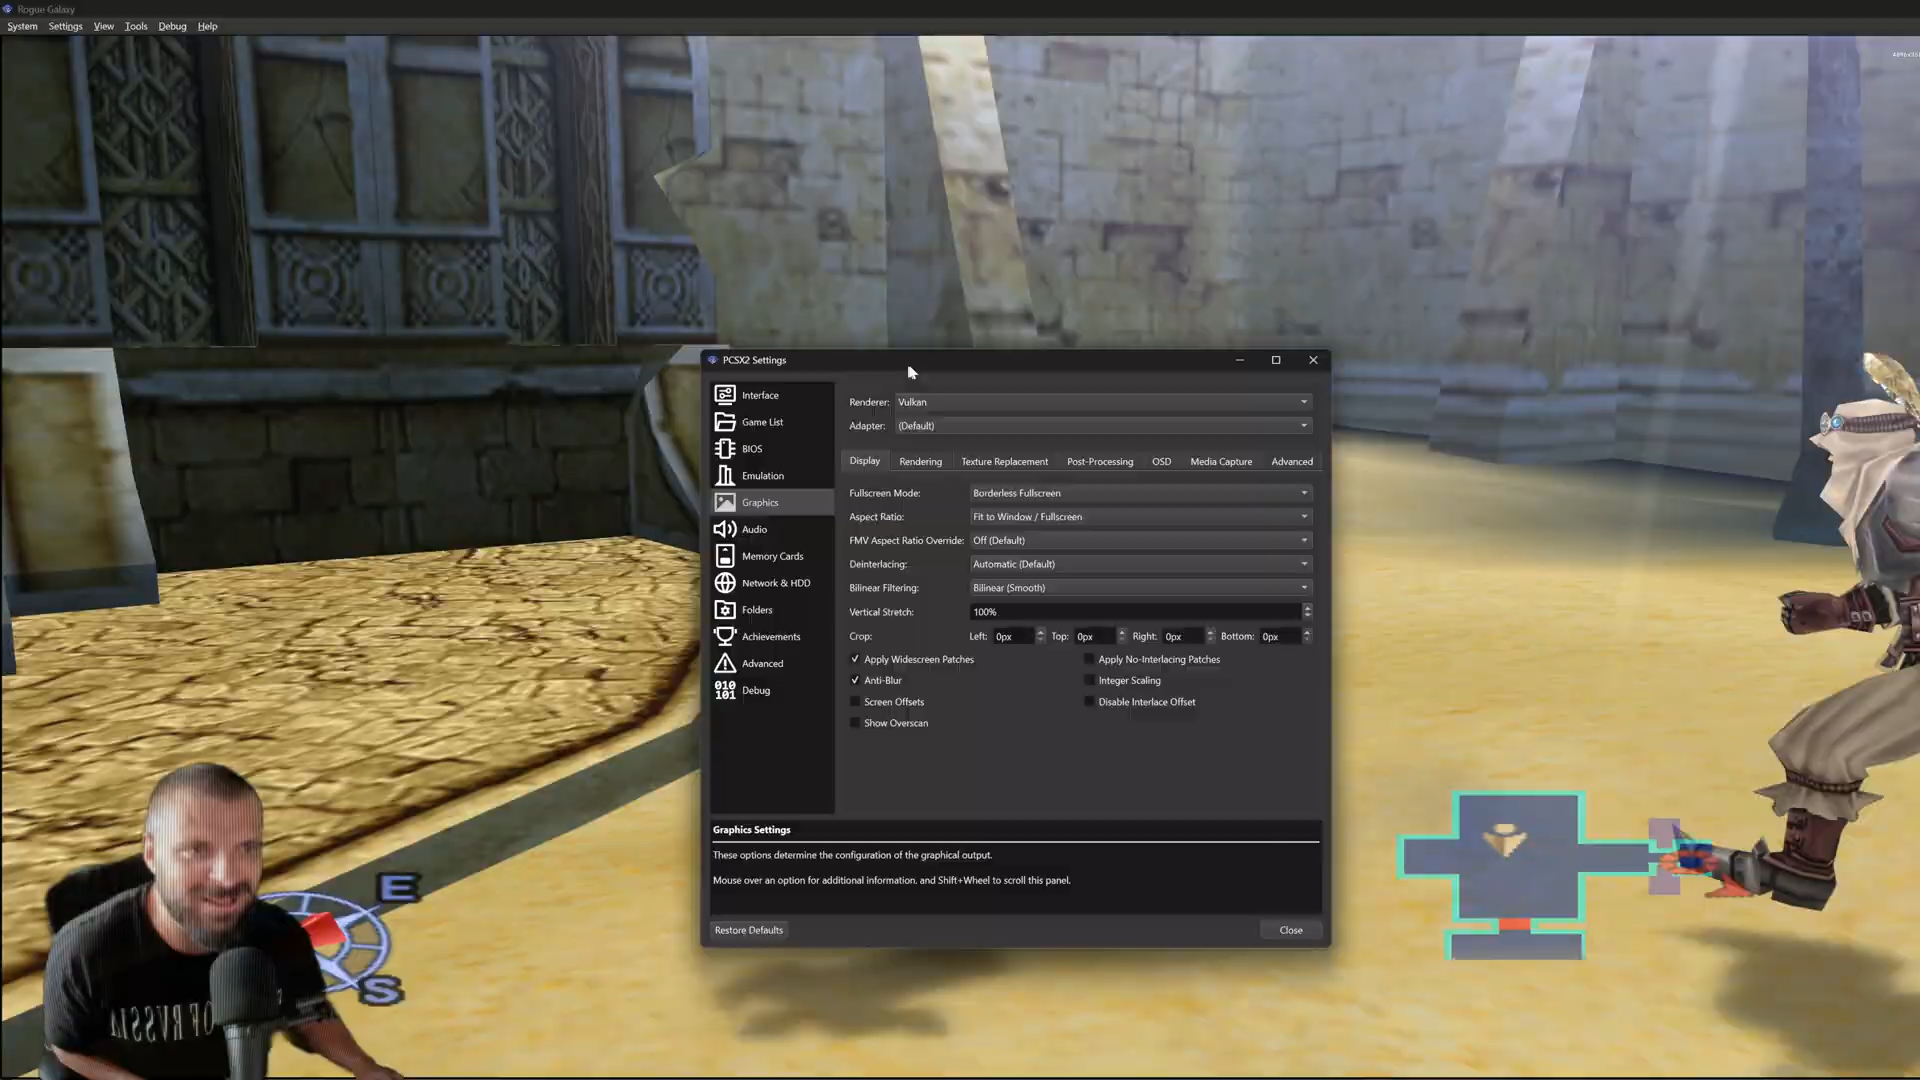 Rogue Galaxy
System Settings View Tools Debug Help
PCSX2 Settings
Interface
Game List
BIOS
Emulation
Graphics
Audio
Memory Cards
Network & HDD
Folders
Achievements
Advanced
Debug
Renderer: Vulkan
Adapter: (Default)
Display Rendering Texture Replacement Post-Processing OSD Media Capture Advanced
Fullscreen Mode: Borderless Fullscreen
Aspect Ratio: Fit to Window / Fullscreen
FMV Aspect Ratio Override: Off (Default)
Deinterlacing: Automatic (Default)
Bilinear Filtering: Bilinear (Smooth)
Vertical Stretch: 100%
Crop: Left: 0px Top: 0px Right: 0px Bottom: 0px
Apply Widescreen Patches Apply No-Interlacing Patches
Anti-Blur Integer Scaling
Screen Offsets Disable Interlace Offset
Show Overscan
Graphics Settings
These options determine the configuration of the graphical output.
Mouse over an option for additional information, and Shift+Wheel to scroll this panel.
Restore Defaults Close
E
S
OF RVSSIA